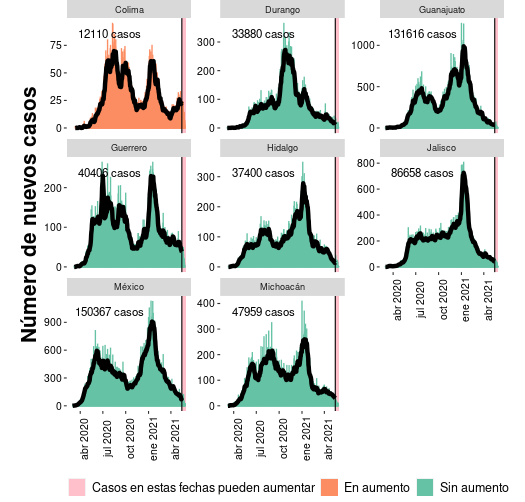 Colima
Durango
Guanajuato
12110 casos
33880 casos
131616 casos
75
50
25
0
300
200
100
0
1000
500
0
Número de nuevos casos
Guerrero
Hidalgo
Jalisco
40406 casos
37400 casos
86658 casos
200
100
0
300
200
100
0
800
600
400
200
0
México
Michoacán
150367 casos
47959 casos
900
600
300
0
400
300
200
100
0
abr 2020
jul 2020
oct 2020
ene 2021
abr 2021
abr 2020
jul 2020
oct 2020
ene 2021
abr 2021
abr 2020
jul 2020
oct 2020
ene 2021
abr 2021
Casos en estas fechas pueden aumentar
En aumento
Sin aumento